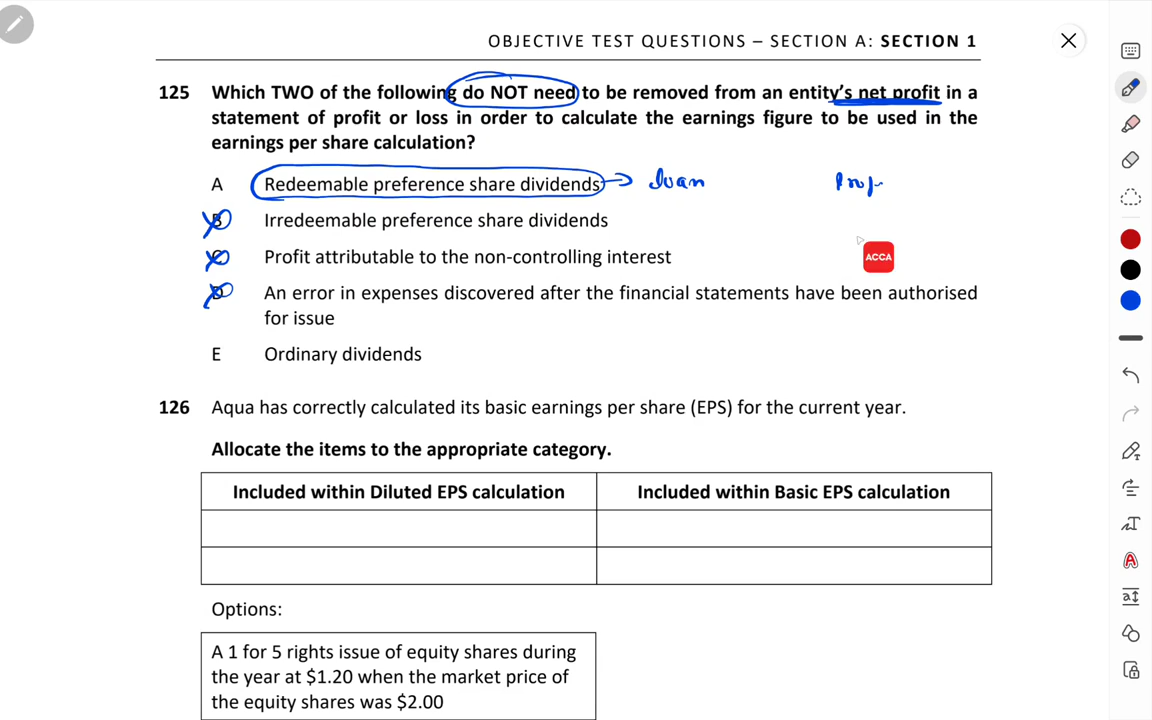 OBJECTIVE TEST QUESTIONS – SECTION A: SECTION 1
125 Which TWO of the following do NOT need to be removed from an entity's net profit in a
statement of profit or loss in order to calculate the earnings figure to be used in the
earnings per share calculation?
A Redeemable preference share dividends → loan Prof
B Irredeemable preference share dividends
C Profit attributable to the non-controlling interest
ACCA
D An error in expenses discovered after the financial statements have been authorised
for issue
E Ordinary dividends
126 Aqua has correctly calculated its basic earnings per share (EPS) for the current year.
Allocate the items to the appropriate category.
Included within Diluted EPS calculation Included within Basic EPS calculation
Options:
A 1 for 5 rights issue of equity shares during
the year at $1.20 when the market price of
the equity shares was $2.00